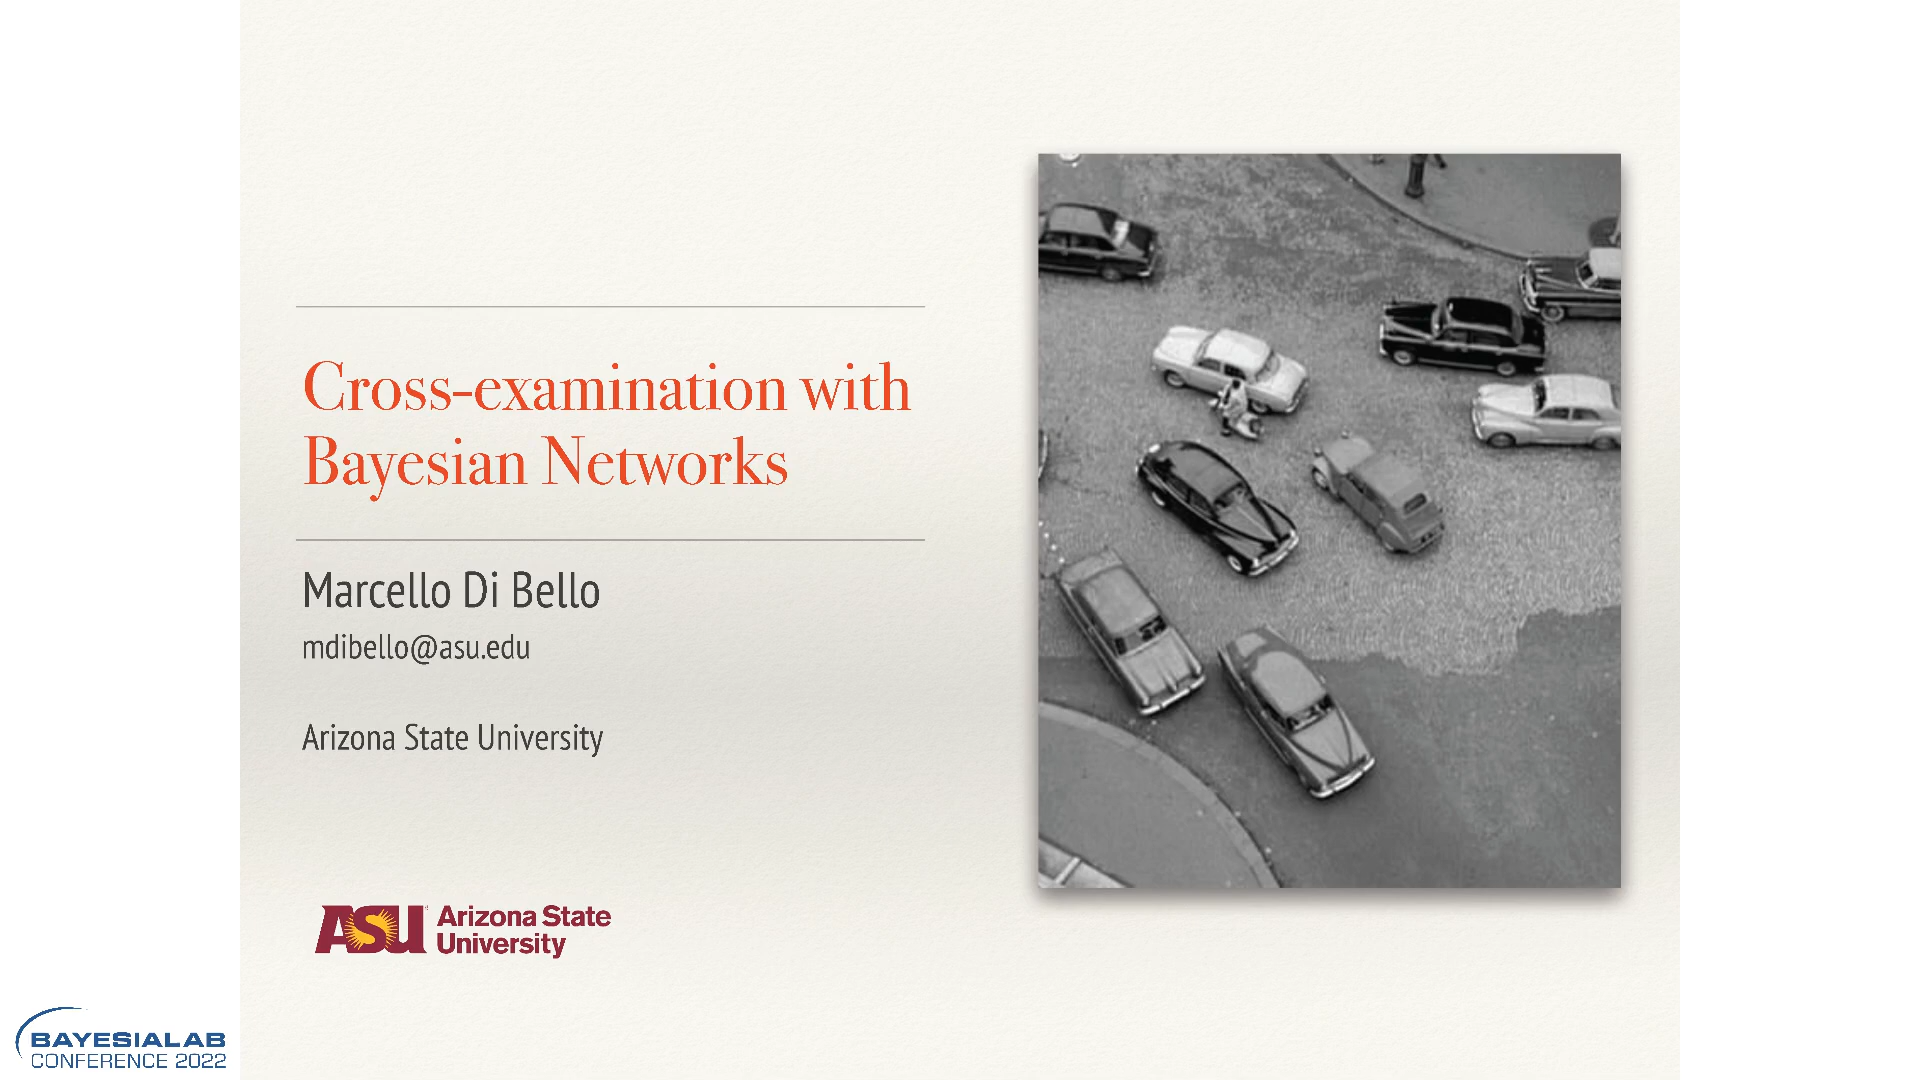 Cross-examination with
Bayesian Networks
Marcello Di Bello
mdibello@asu.edu
Arizona State University
ASU Arizona State
University
BAYESIALAB
CONFERENCE 2022